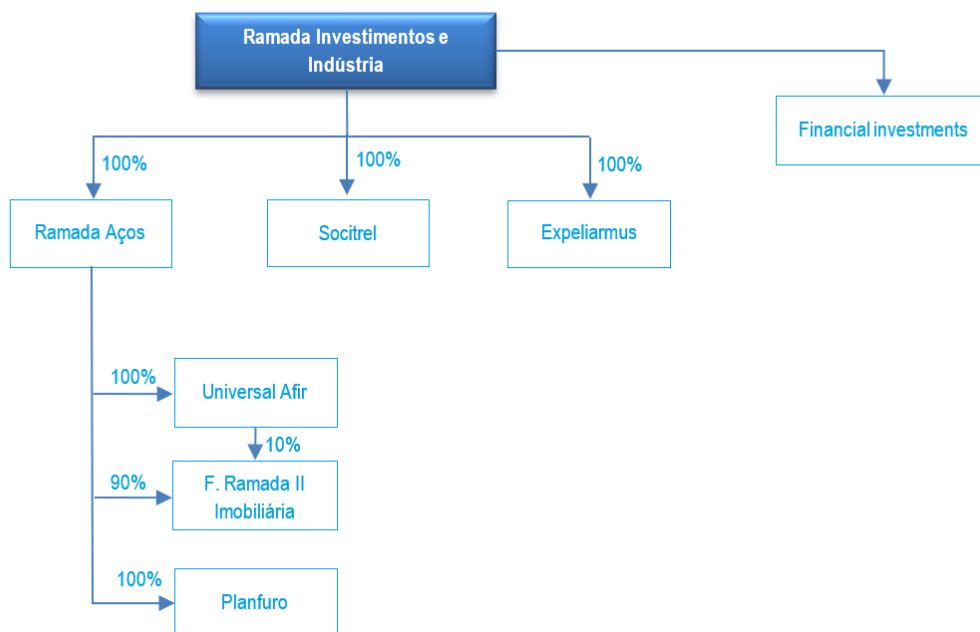 Ramada Investimentos e
Indústria
Financial investments
100%
100%
100%
Ramada Aços
Socitrel
Expeliarmus
100%
Universal Afir
10%
90%
F. Ramada II
Imobiliária
100%
Planfuro